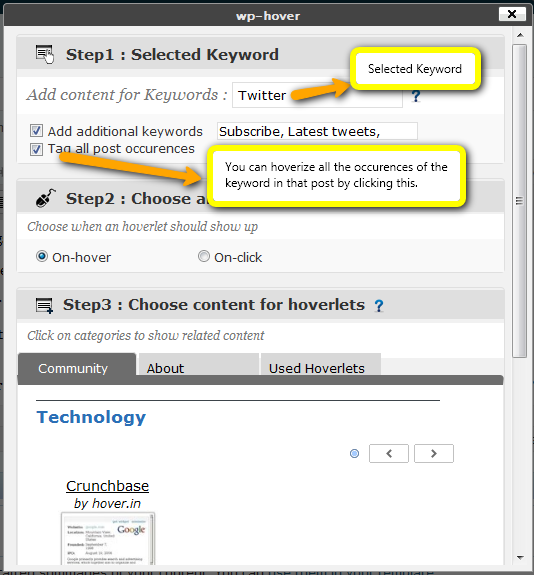 wp-hover
Step1 : Selected Keyword
Selected Keyword
Add content for Keywords : Twitter ?
Add additional keywords Subscribe, Latest tweets,
Tag all post occurences
You can hoverize all the occurences of the
keyword in that post by clicking this.
Step2 : Choose a
Choose when an hoverlet should show up
On-hover On-click
Step3 : Choose content for hoverlets ?
Click on categories to show related content
Community About Used Hoverlets
Technology
Crunchbase
by hover.in
Google